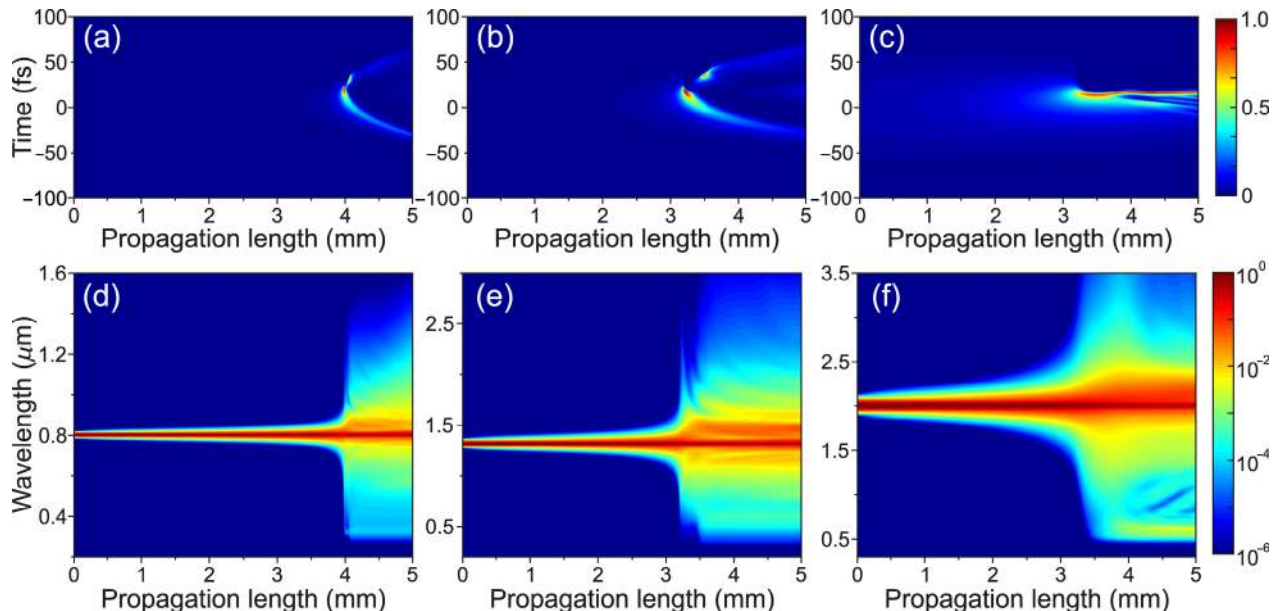 (a)
(b)
(c)
Time (fs)
100
50
0
−50
−100
0 1 2 3 4 5
Propagation length (mm)
100
50
0
−50
−100
0 1 2 3 4 5
Propagation length (mm)
100
50
0
−50
−100
0 1 2 3 4 5
Propagation length (mm)
1.0
0.5
0
(d)
(e)
(f)
Wavelength (μm)
1.6
1.2
0.8
0.4
0 1 2 3 4 5
Propagation length (mm)
2.5
1.5
0.5
0 1 2 3 4 5
Propagation length (mm)
3.5
2.5
1.5
0.5
0 1 2 3 4 5
Propagation length (mm)
10⁰
10⁻²
10⁻⁴
10⁻⁶